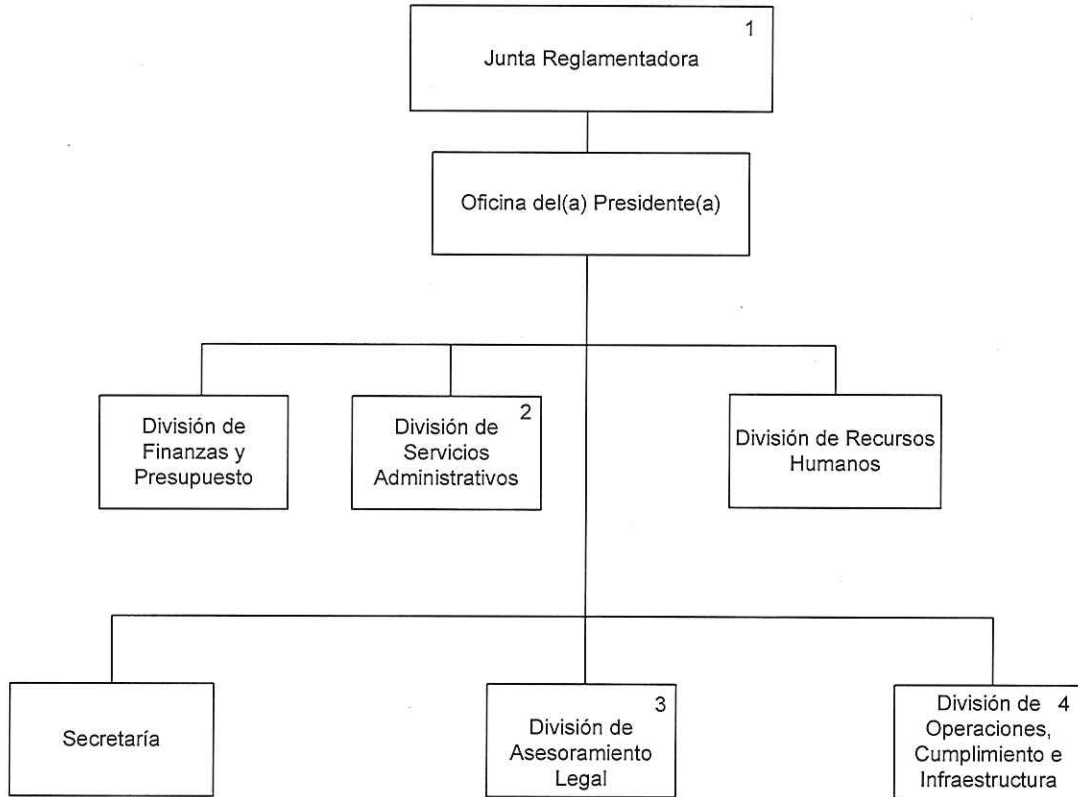 1
Junta Reglamentadora
Oficina del(a) Presidente(a)
División de
Finanzas y
Presupuesto
2
División de
Servicios
Administrativos
División de Recursos
Humanos
Secretaría
3
División de
Asesoramiento
Legal
División de 4
Operaciones,
Cumplimiento e
Infraestructura